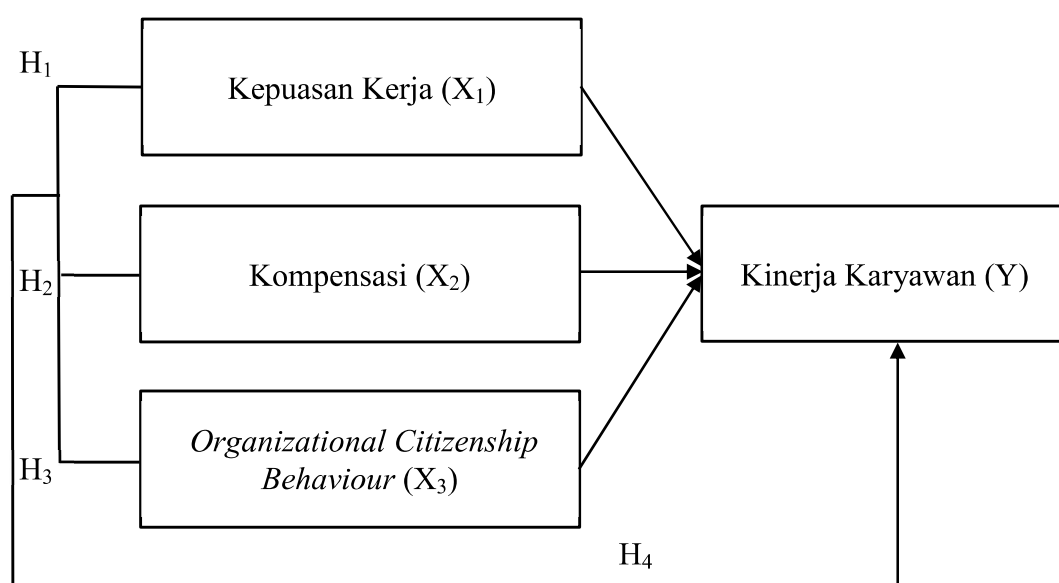 H₁
Kepuasan Kerja (X₁)
H₂
Kompensasi (X₂)
Kinerja Karyawan (Y)
H₃
Organizational Citizenship
Behaviour (X₃)
H₄